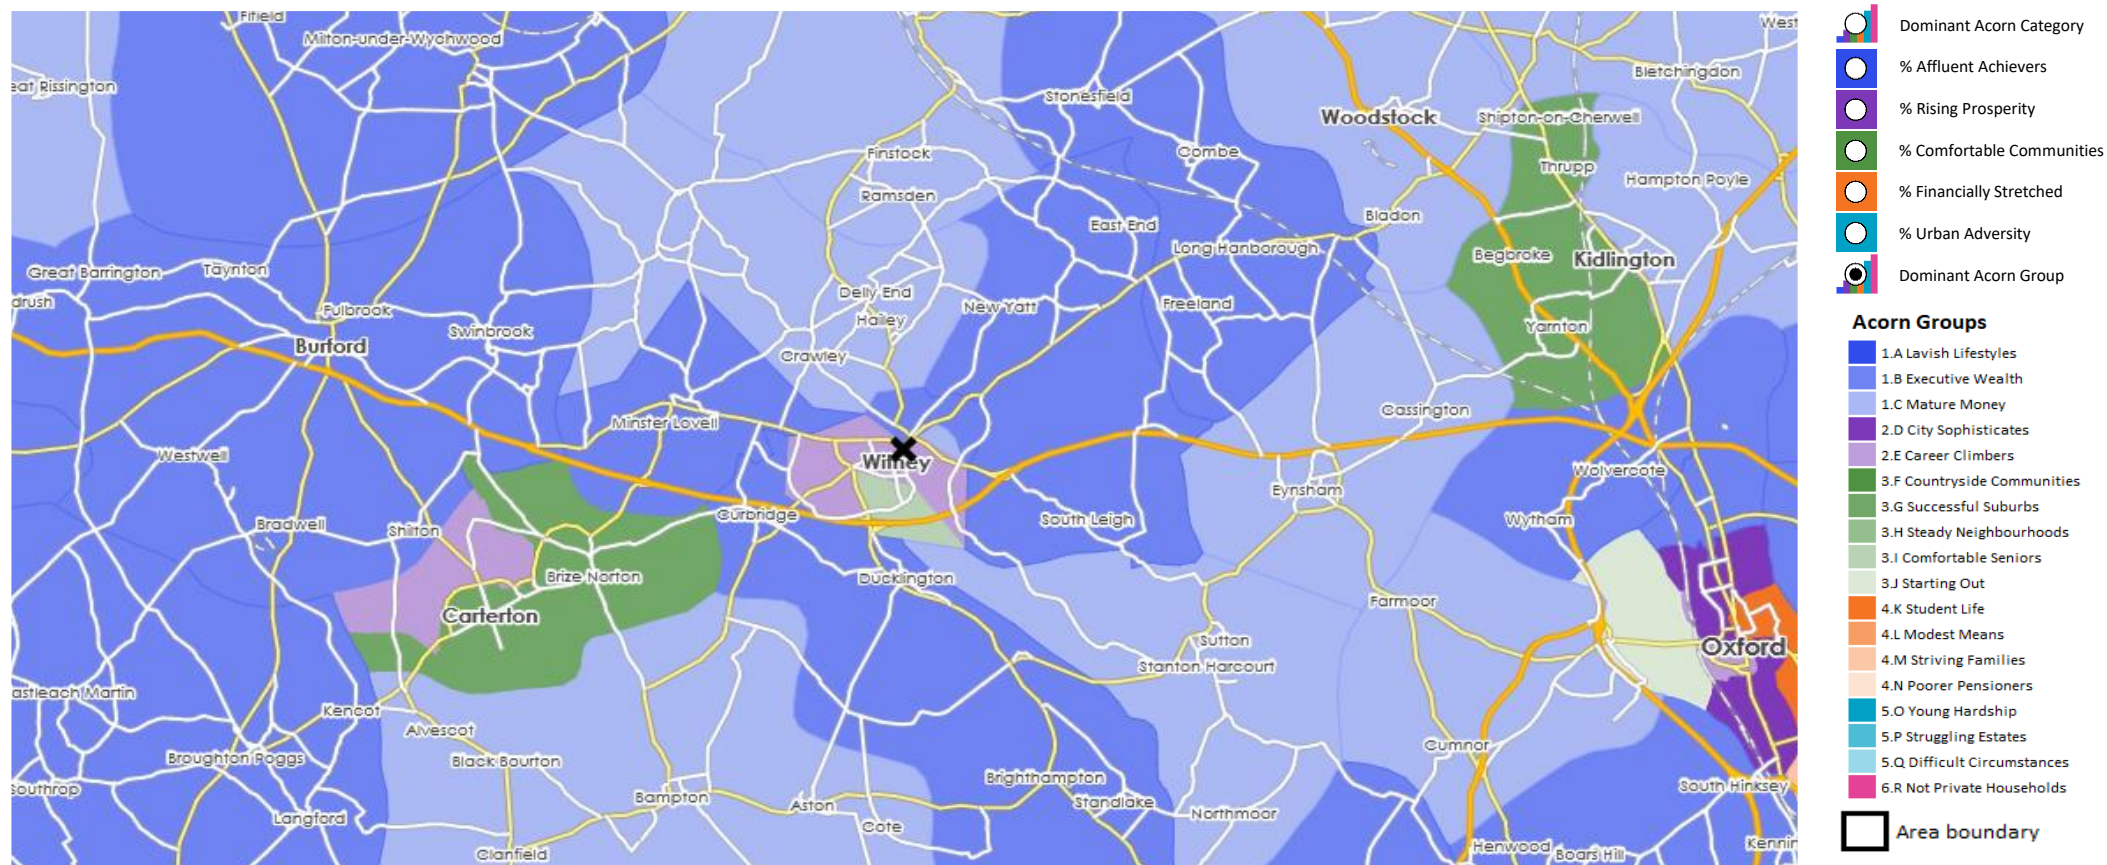 Fifield
Milton-under-Wychwood
West
Dominant Acorn Category
% Affluent Achievers
% Rising Prosperity
% Comfortable Communities
% Financially Stretched
% Urban Adversity
Dominant Acorn Group
Acorn Groups
1.A Lavish Lifestyles
1.B Executive Wealth
1.C Mature Money
2.D City Sophisticates
2.E Career Climbers
3.F Countryside Communities
3.G Successful Suburbs
3.H Steady Neighbourhoods
3.I Comfortable Seniors
3.J Starting Out
4.K Student Life
4.L Modest Means
4.M Striving Families
4.N Poorer Pensioners
5.O Young Hardship
5.P Struggling Estates
5.Q Difficult Circumstances
6.R Not Private Households
Area boundary
eat Rissington
Stonesfield
Bletchingdon
Woodstock
Shipton-on-Cherwell
Finstock
Combe
Thrupp
Ramsden
Hampton Poyle
East End
Bladon
Long Hanborough
Begbroke
Kidlington
Great Barrington
Taynton
Delly End
drush
Fulbrook
New Yatt
Freeland
Swinbrook
Hailey
Yarnton
Burford
Crawley
Minster Lovell
Cassington
Westwell
Witney
Wolvercote
Eynsham
Bradwell
Shilton
Curbridge
South Leigh
Wytham
Brize Norton
Ducklington
Carterton
Farmoor
Sutton
Oxford
Stanton Harcourt
astleach Martin
Kencot
Alvescot
Cumnor
Broughton Poggs
Black Bourton
Brighthampton
South Hinksey
outhrop
Bampton
Aston
Standlake
Northmoor
Langford
Cote
Clanfield
Henwood
Boars Hill
Kennin